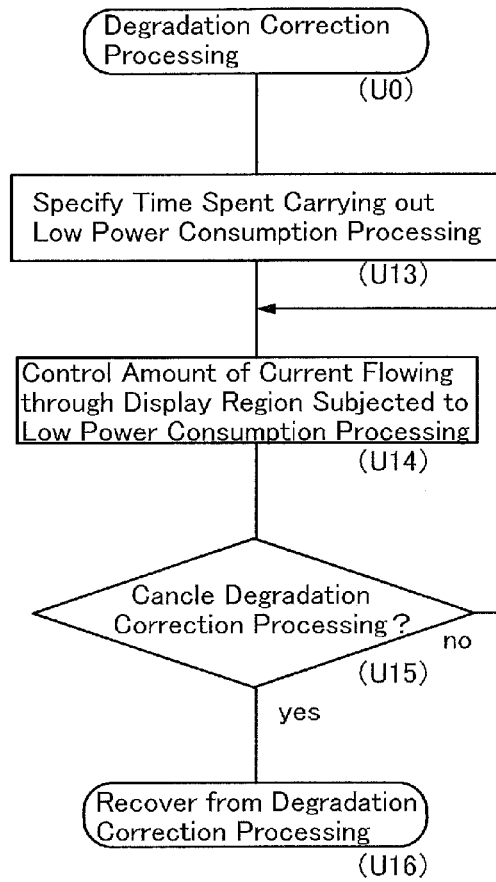 Degradation Correction
Processing
(U0)
Specify Time Spent Carrying out
Low Power Consumption Processing
(U13)
Control Amount of Current Flowing
through Display Region Subjected to
Low Power Consumption Processing
(U14)
Cancle Degradation
Correction Processing?
no
(U15)
yes
Recover from Degradation
Correction Processing
(U16)